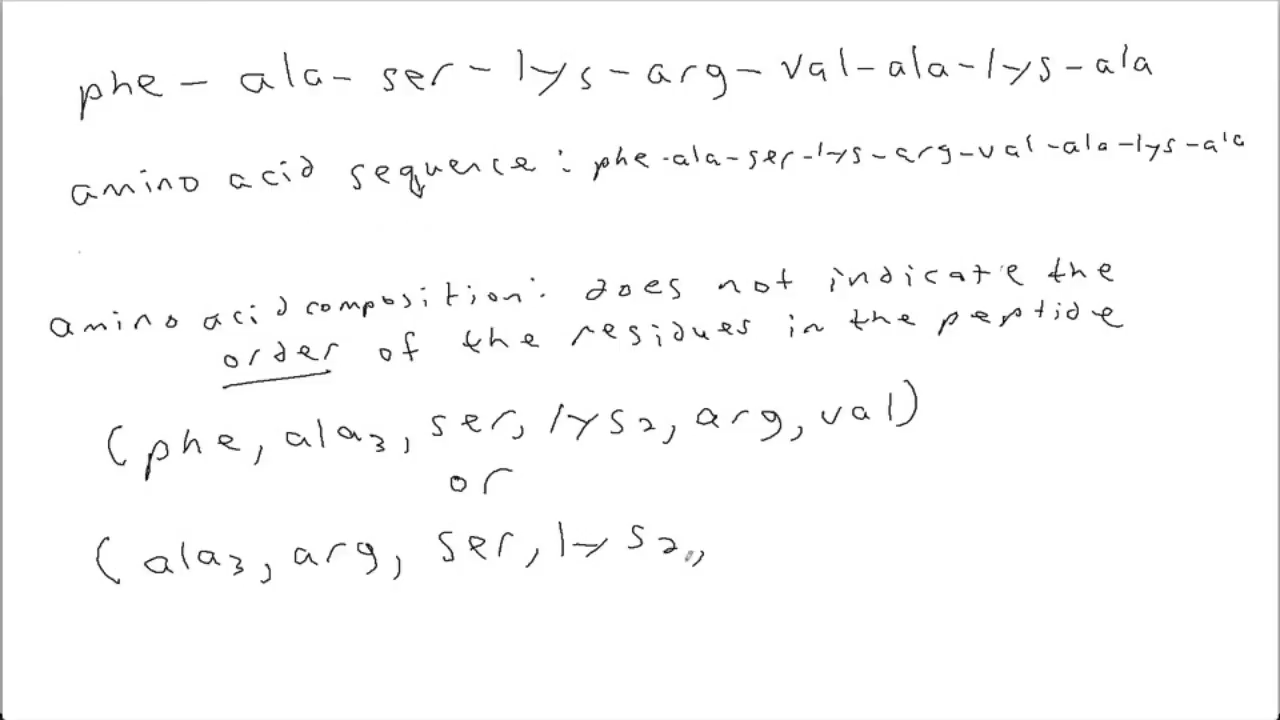 phe - ala - ser - lys - arg - val - ala - lys - ala
amino acid sequence : phe-ala-ser-lys-arg-val-ala-lys-ala
amino acid composition: does not indicate the
order of the residues in the peptide
(phe, ala3, ser, lys2, arg, val)
or
(ala3, arg, ser, lys2,,